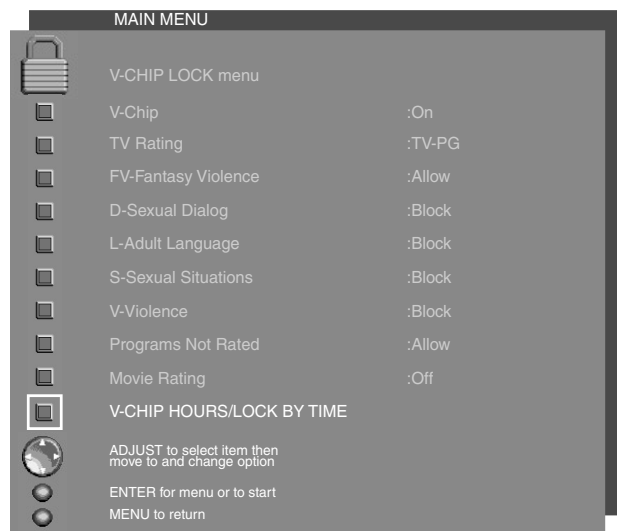 MAIN MENU
V-CHIP LOCK menu
V-Chip :On
TV Rating :TV-PG
FV-Fantasy Violence :Allow
D-Sexual Dialog :Block
L-Adult Language :Block
S-Sexual Situations :Block
V-Violence :Block
Programs Not Rated :Allow
Movie Rating :Off
V-CHIP HOURS/LOCK BY TIME
ADJUST to select item then
move to and change option
ENTER for menu or to start
MENU to return